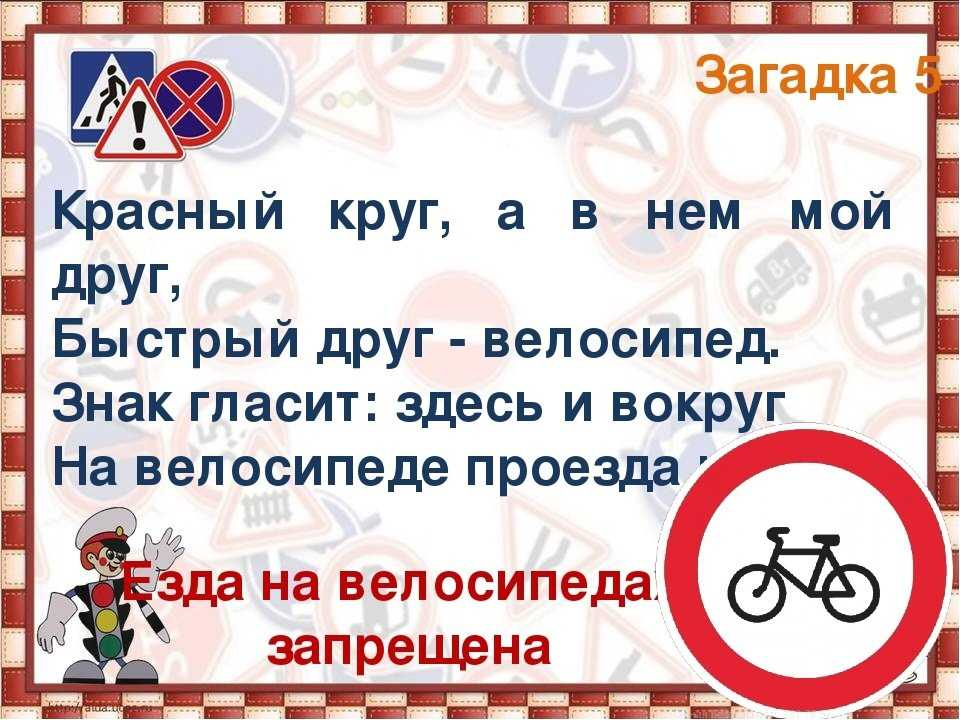 Загадка 5
Красный круг, а в нем мой
друг,
Быстрый друг - велосипед.
Знак гласит: здесь и вокруг
На велосипеде проезда
Езда на велосипедах
запрещена